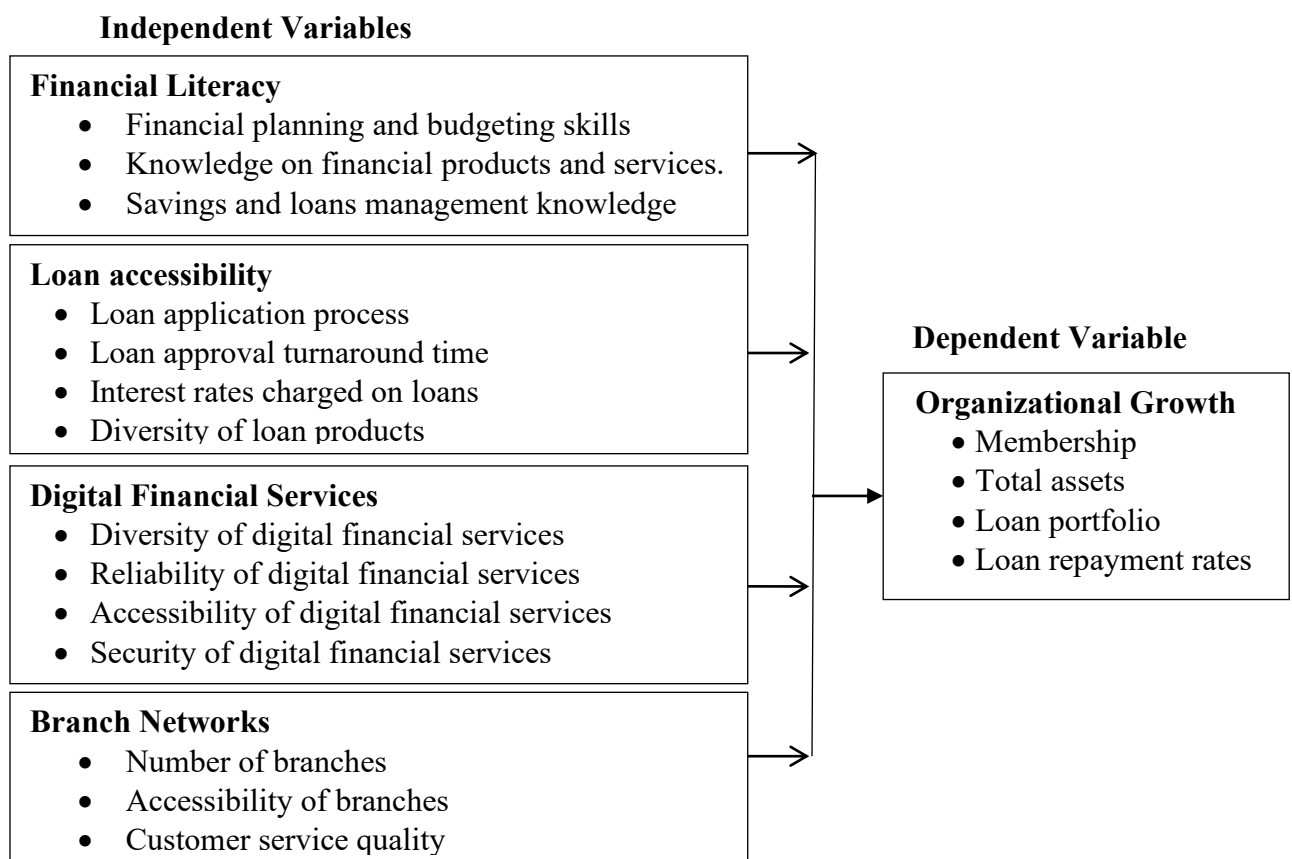 Independent Variables
Financial Literacy
• Financial planning and budgeting skills
• Knowledge on financial products and services.
• Savings and loans management knowledge
Loan accessibility
• Loan application process
• Loan approval turnaround time
• Interest rates charged on loans
• Diversity of loan products
Digital Financial Services
• Diversity of digital financial services
• Reliability of digital financial services
• Accessibility of digital financial services
• Security of digital financial services
Branch Networks
• Number of branches
• Accessibility of branches
• Customer service quality
Dependent Variable
Organizational Growth
• Membership
• Total assets
• Loan portfolio
• Loan repayment rates